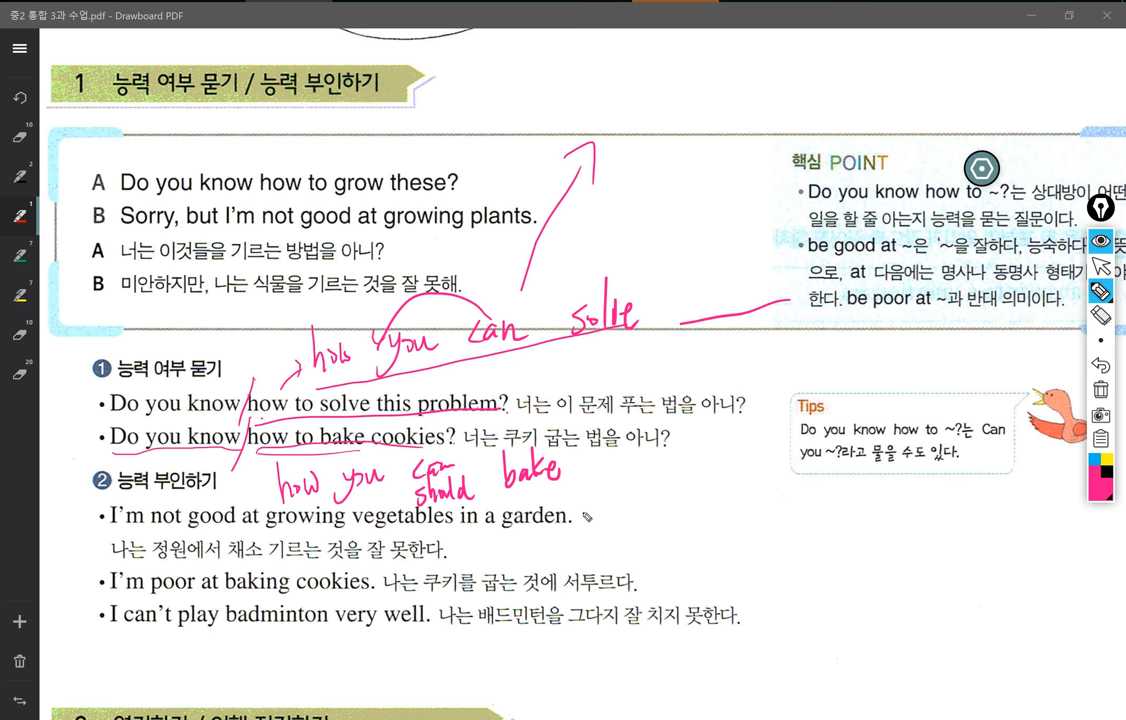 중2 통합 3과 수업.pdf - Drawboard PDF
1 능력 여부 묻기 / 능력 부인하기
A Do you know how to grow these?
B Sorry, but I'm not good at growing plants.
A 너는 이것들을 기르는 방법을 아니?
B 미안하지만, 나는 식물을 기르는 것을 잘 못해.
핵심 POINT
• Do you know how to ~?는 상대방이 어떤
일을 할 줄 아는지 능력을 묻는 질문이다.
• be good at ~은 '~을 잘하다, 능숙하다
으로, at 다음에는 명사나 동명사 형태
한다. be poor at ~과 반대 의미이다.
how you can solve
1 능력 여부 묻기
• Do you know how to solve this problem? 너는 이 문제 푸는 법을 아니?
• Do you know how to bake cookies? 너는 쿠키 굽는 법을 아니?
how you can should bake
Tips
Do you know how to ~?는 Can
you ~?라고 물을 수도 있다.
2 능력 부인하기
• I'm not good at growing vegetables in a garden.
나는 정원에서 채소 기르는 것을 잘 못한다.
• I'm poor at baking cookies. 나는 쿠키를 굽는 것에 서투르다.
• I can't play badminton very well. 나는 배드민턴을 그다지 잘 치지 못한다.